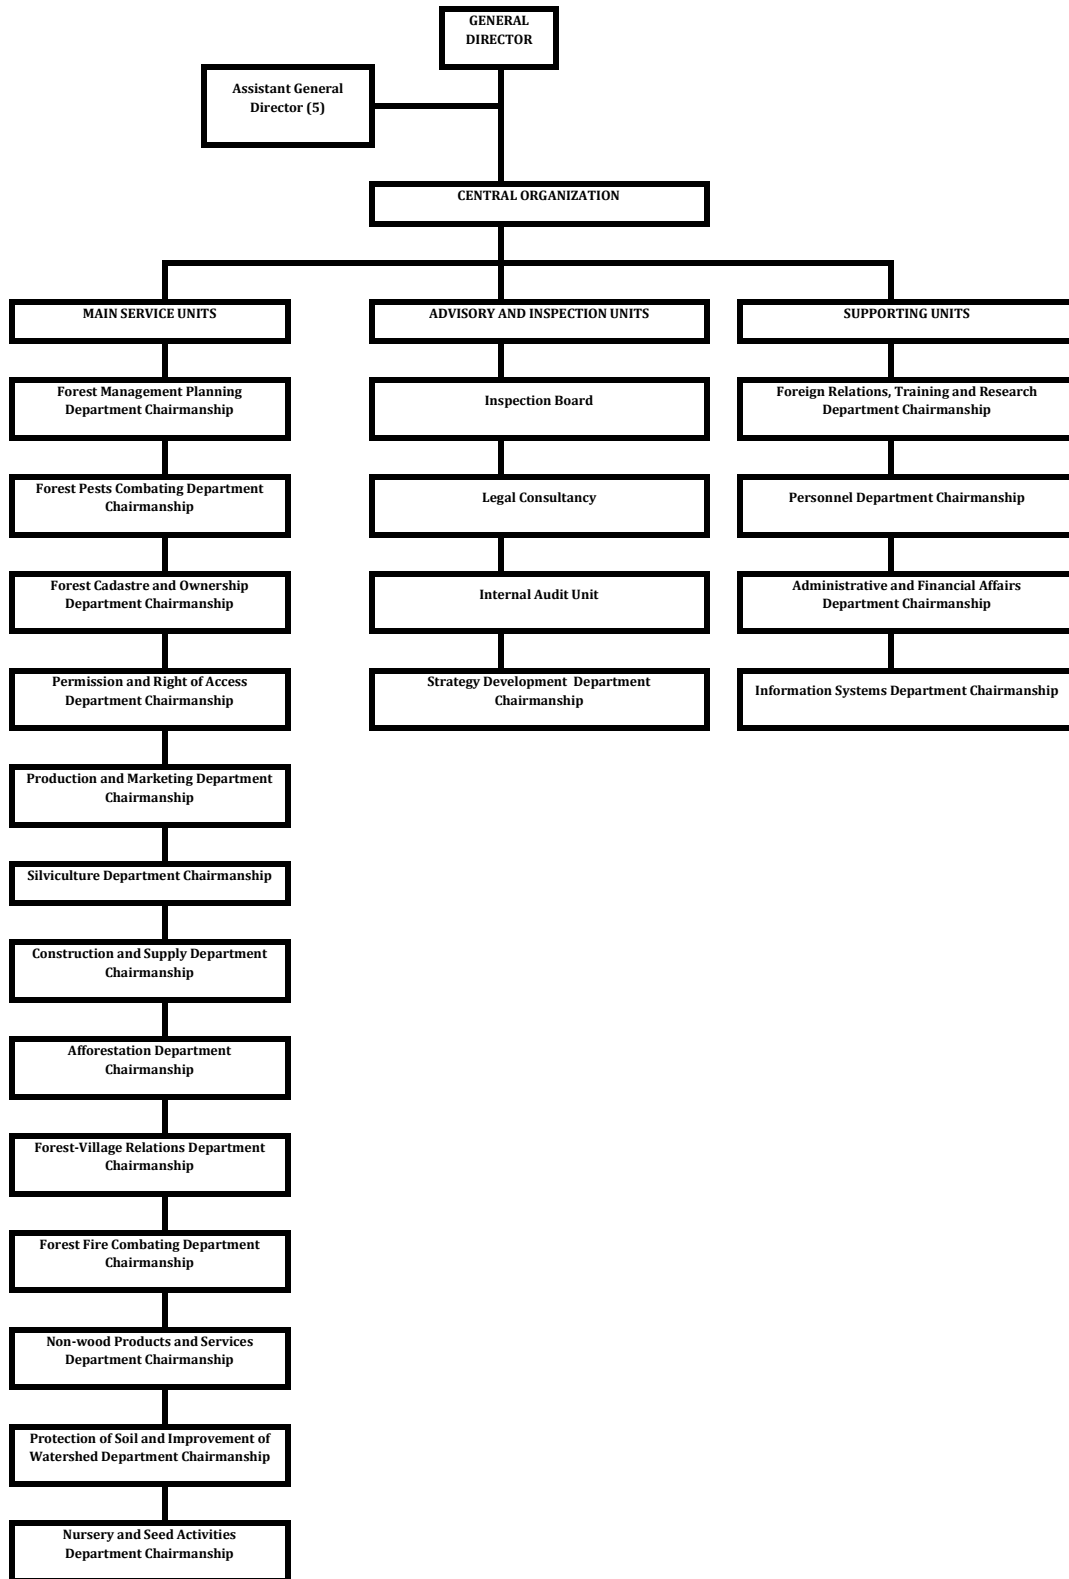 GENERAL
DIRECTOR
Assistant General
Director (5)
CENTRAL ORGANIZATION
MAIN SERVICE UNITS
Forest Management Planning
Department Chairmanship
Forest Pests Combating Department
Chairmanship
Forest Cadastre and Ownership
Department Chairmanship
Permission and Right of Access
Department Chairmanship
Production and Marketing Department
Chairmanship
Silviculture Department Chairmanship
Construction and Supply Department
Chairmanship
Afforestation Department
Chairmanship
Forest-Village Relations Department
Chairmanship
Forest Fire Combating Department
Chairmanship
Non-wood Products and Services
Department Chairmanship
Protection of Soil and Improvement of
Watershed Department Chairmanship
Nursery and Seed Activities
Department Chairmanship
ADVISORY AND INSPECTION UNITS
Inspection Board
Legal Consultancy
Internal Audit Unit
Strategy Development Department
Chairmanship
SUPPORTING UNITS
Foreign Relations, Training and Research
Department Chairmanship
Personnel Department Chairmanship
Administrative and Financial Affairs
Department Chairmanship
Information Systems Department Chairmanship